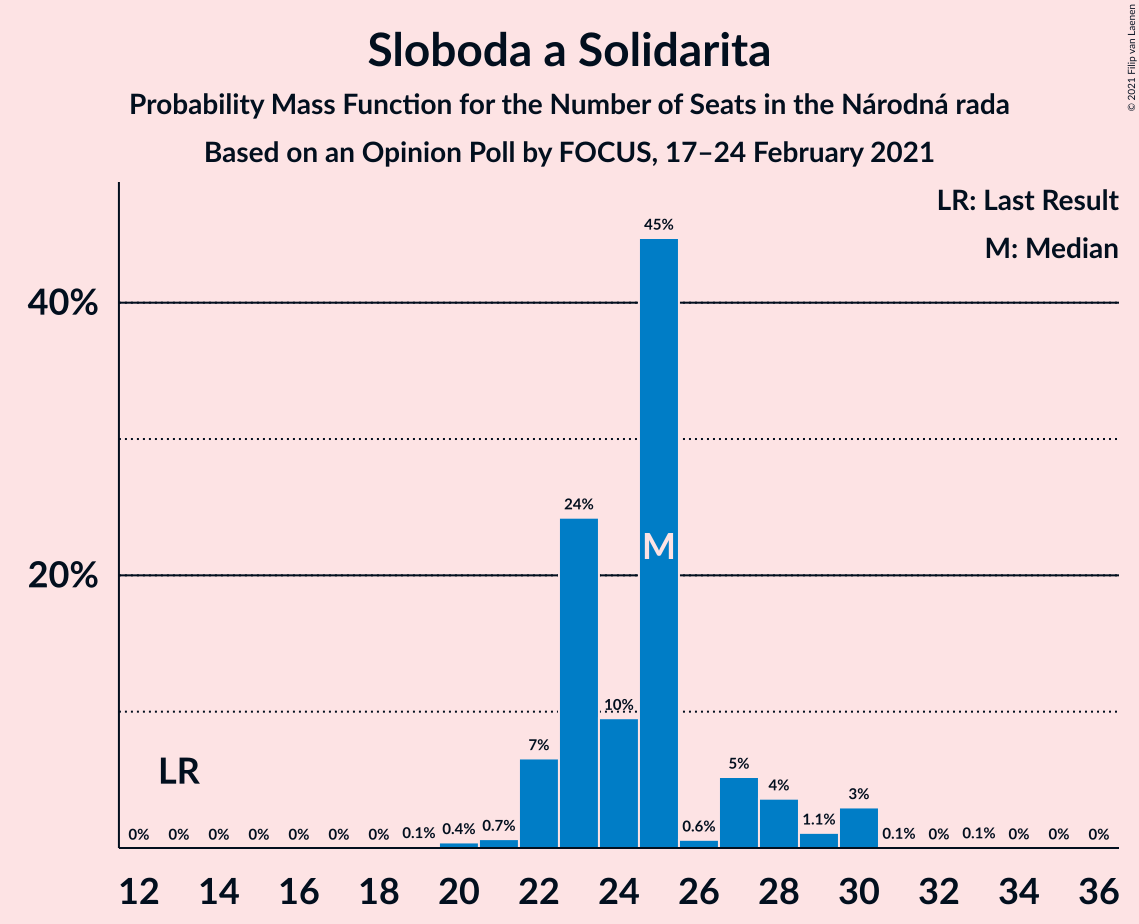 Sloboda a Solidarita
Probability Mass Function for the Number of Seats in the Národná rada
Based on an Opinion Poll by FOCUS, 17–24 February 2021
© 2021 Filip van Laenen
LR: Last Result
M: Median
45%
40%
24%
M
20%
10%
7%
LR
5%
4%
3%
0% 0% 0% 0% 0% 0% 0% 0.1% 0.4% 0.7% 0.6% 1.1% 0.1% 0% 0.1% 0% 0% 0%
12 14 16 18 20 22 24 26 28 30 32 34 36